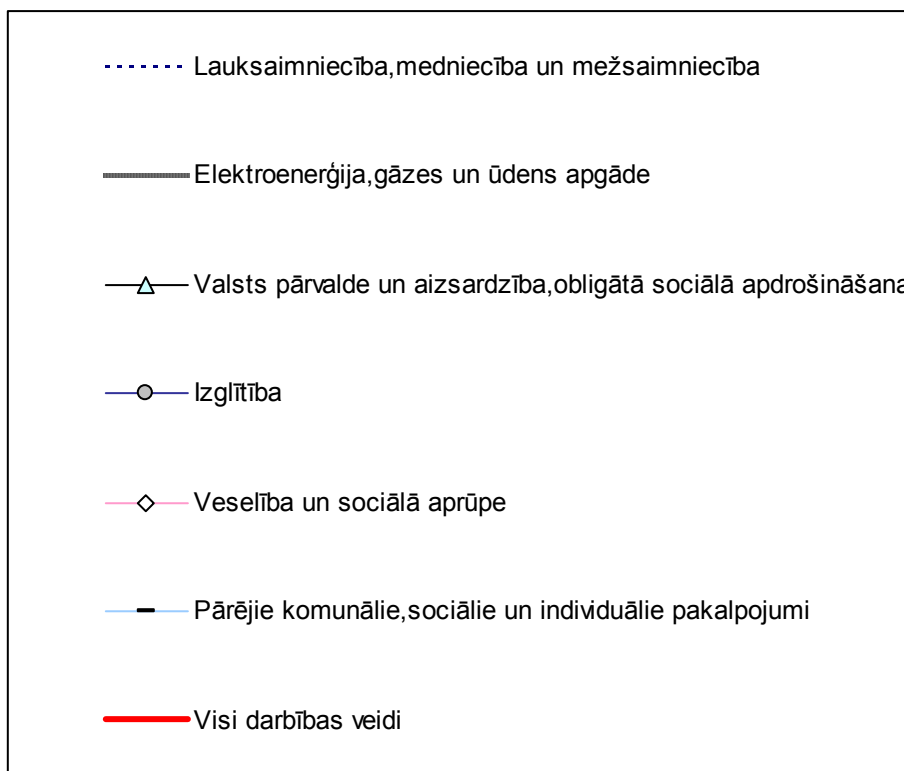 Lauksaimniecība,medniecība un mežsaimniecība
Elektroenerģija,gāzes un ūdens apgāde
Valsts pārvalde un aizsardzība,obligātā sociālā apdrošināšana
Izglītība
Veselība un sociālā aprūpe
Pārējie komunālie,sociālie un individuālie pakalpojumi
Visi darbības veidi